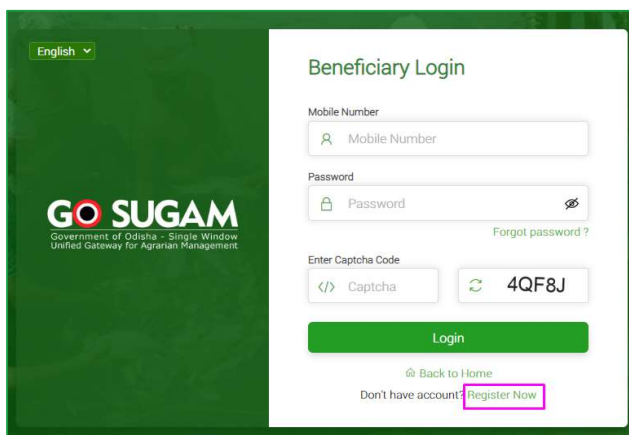 English
GO SUGAM
Government of Odisha - Single Window
Unified Gateway for Agrarian Management
Beneficiary Login
Mobile Number
Mobile Number
Password
Password
Forgot password ?
Enter Captcha Code
</> Captcha
4QF8J
Login
Back to Home
Don't have account? Register Now